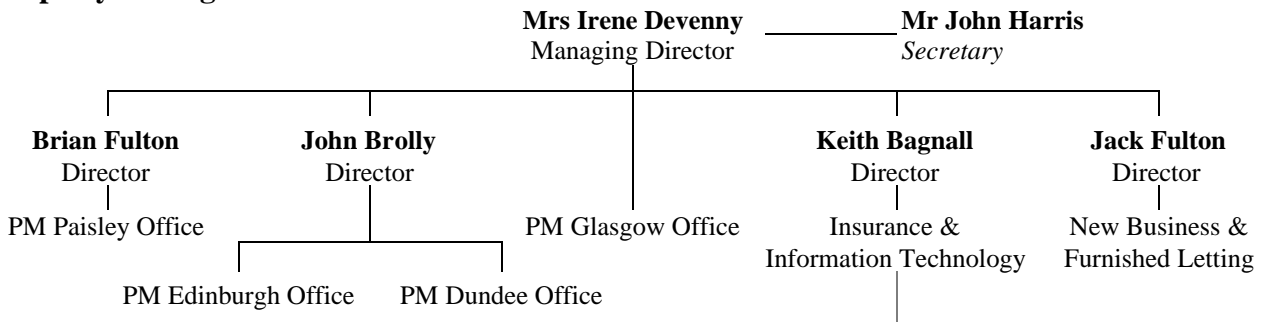 Mrs Irene Devenny
Managing Director
Mr John Harris
Secretary
Brian Fulton
Director
John Brolly
Director
Keith Bagnall
Director
Jack Fulton
Director
PM Paisley Office
PM Glasgow Office
Insurance &
Information Technology
New Business &
Furnished Letting
PM Edinburgh Office
PM Dundee Office